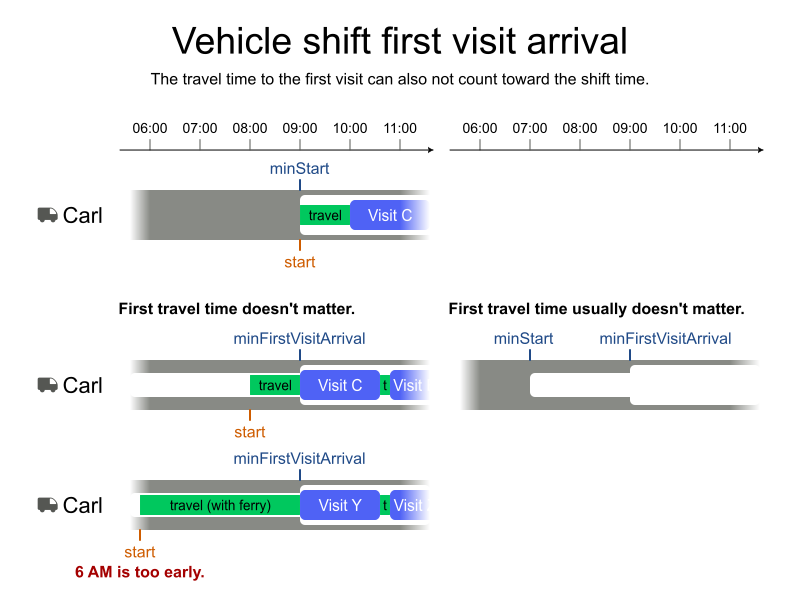 Vehicle shift first visit arrival
The travel time to the first visit can also not count toward the shift time.
06:00 07:00 08:00 09:00 10:00 11:00
06:00 07:00 08:00 09:00 10:00 11:00
minStart
Carl
travel
Visit C
start
First travel time doesn't matter.
First travel time usually doesn't matter.
minFirstVisitArrival
minStart
minFirstVisitArrival
Carl
travel
Visit C
t
Visit
start
minFirstVisitArrival
Carl
travel (with ferry)
Visit Y
t
Visit
start
6 AM is too early.